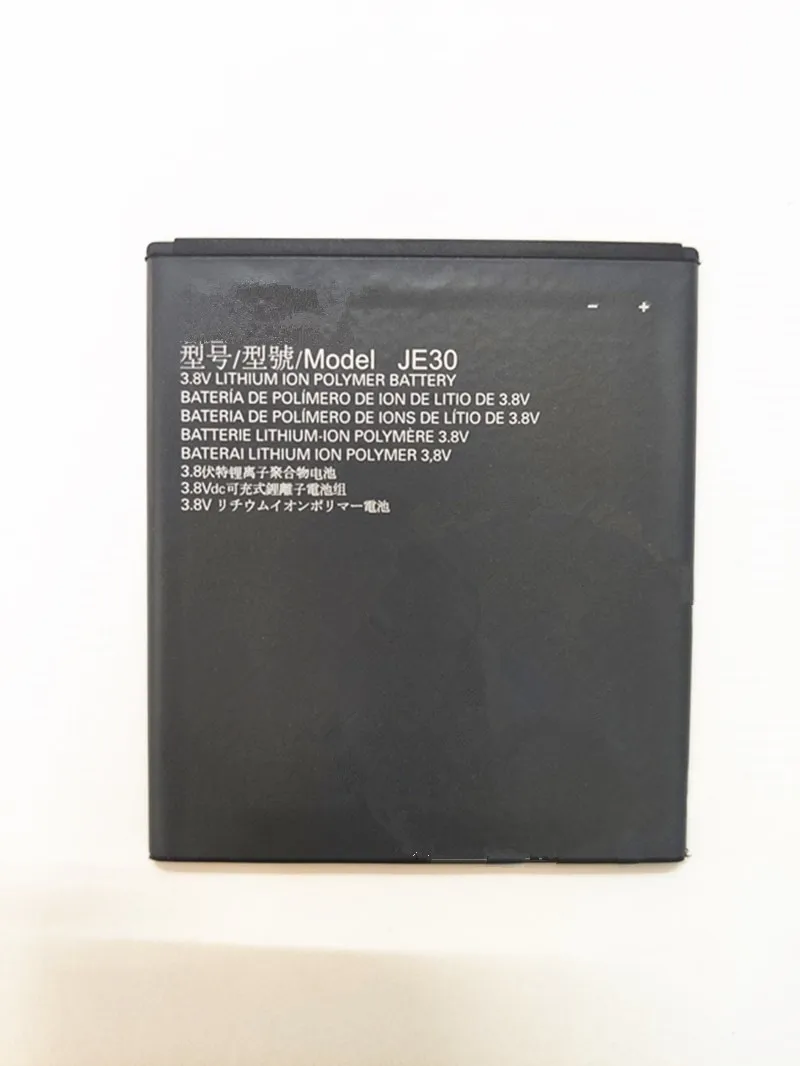 - +
型号/型號/Model JE30
3.8V LITHIUM ION POLYMER BATTERY
BATERÍA DE POLÍMERO DE ION DE LITIO DE 3.8V
BATERIA DE POLÍMERO DE IONS DE LÍTIO DE 3.8V
BATTERIE LITHIUM-ION POLYMÈRE 3.8V
BATERAI LITHIUM ION POLYMER 3,8V
3.8伏特锂离子聚合物电池
3.8Vdc可充式鋰離子電池組
3.8V リチウムイオンポリマー電池